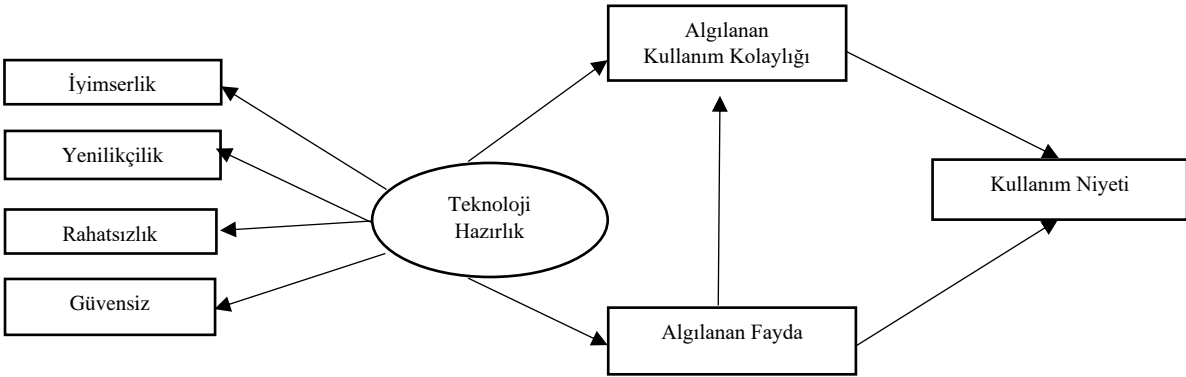 Algılanan
Kullanım Kolaylığı
İyimserlik
Yenilikçilik
Rahatsızlık
Güvensiz
Teknoloji
Hazırlık
Kullanım Niyeti
Algılanan Fayda